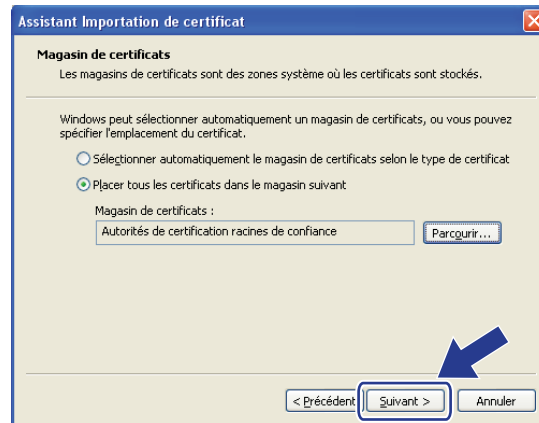 Assistant Importation de certificat
Magasin de certificats
Les magasins de certificats sont des zones système où les certificats sont stockés.
Windows peut sélectionner automatiquement un magasin de certificats, ou vous pouvez
spécifier l'emplacement du certificat.
Sélectionner automatiquement le magasin de certificats selon le type de certificat
Placer tous les certificats dans le magasin suivant
Magasin de certificats :
Autorités de certification racines de confiance
Parcourir...
< Précédent
Suivant >
Annuler